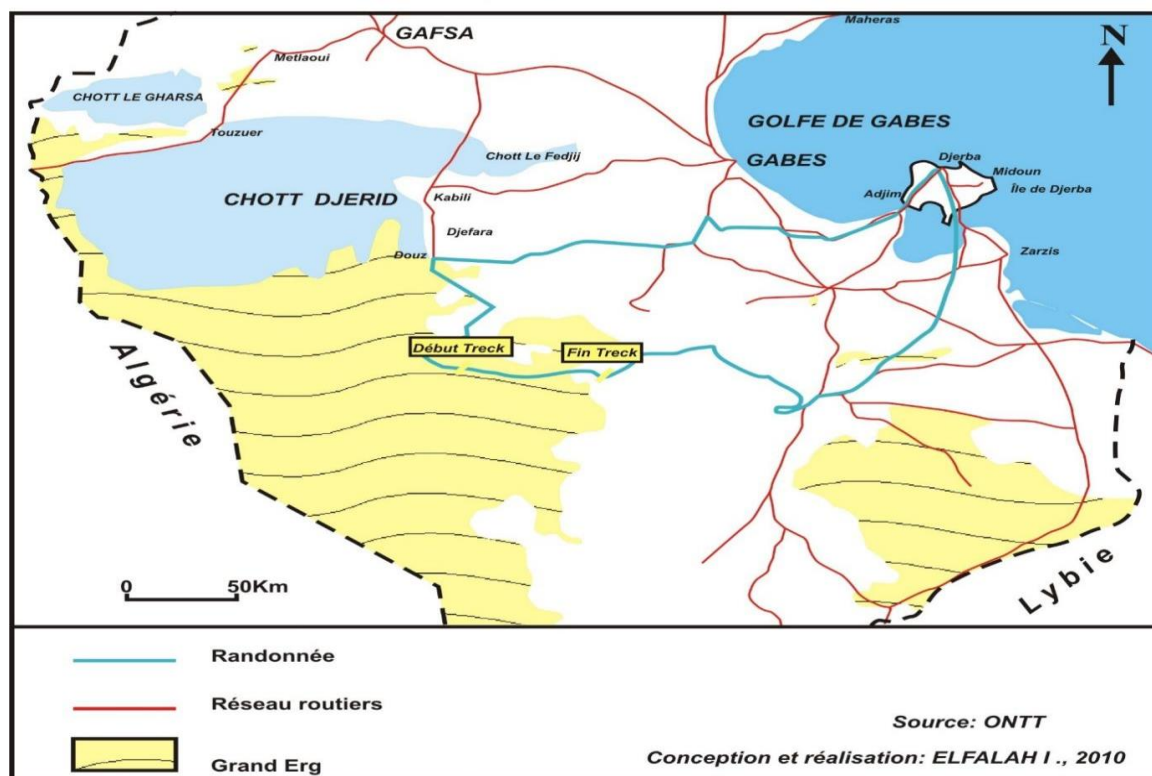 Maheras
GAFSA
N
Metlaoui
CHOTT LE GHARSA
GOLFE DE GABES
Touzuer
Chott Le Fedjij
GABES
Djerba
Midoun
Adjim
Île de Djerba
CHOTT DJERID
Kabili
Djefara
Douz
Zarzis
Début Treck
Fin Treck
Algérie
Lybie
0 50Km
Randonnée
Réseau routiers
Grand Erg
Source: ONTT
Conception et réalisation: ELFALAH I ., 2010